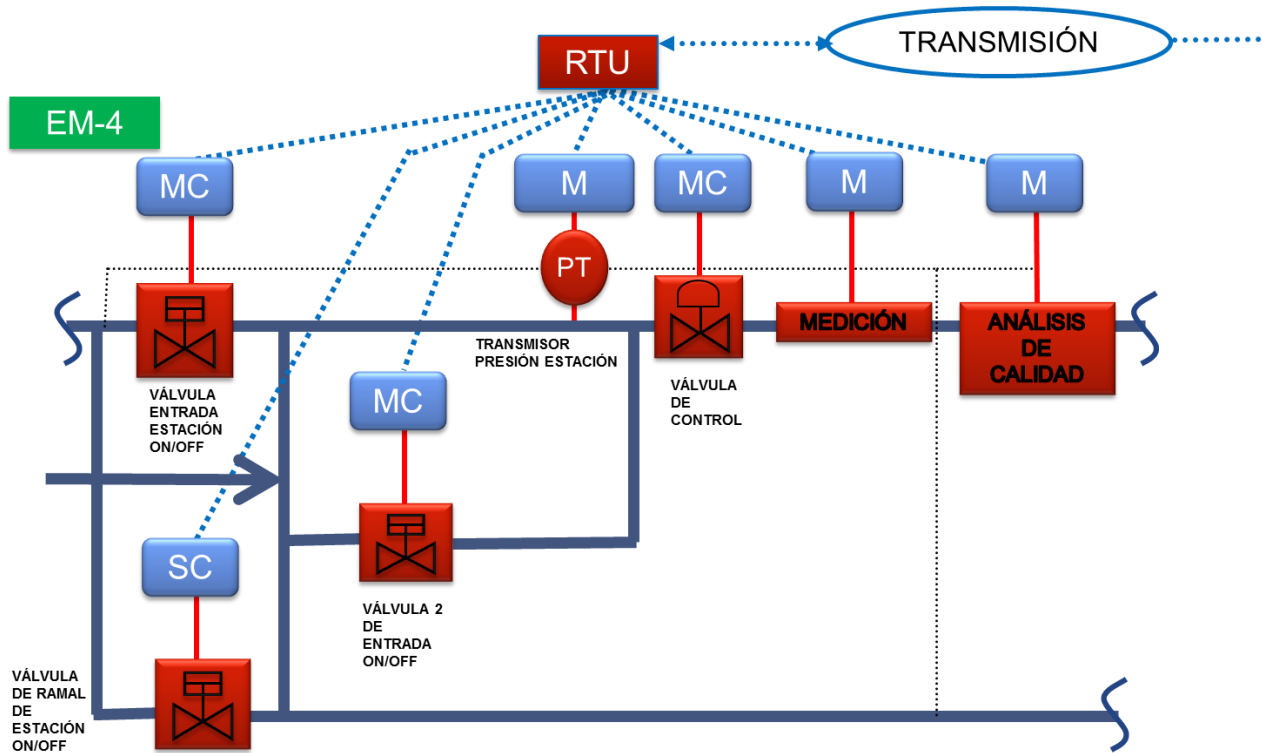 TRANSMISIÓN
RTU
EM-4
MC
M
MC
M
M
PT
MEDICIÓN
ANÁLISIS
DE
CALIDAD
TRANSMISOR
PRESIÓN ESTACIÓN
VÁLVULA
ENTRADA
ESTACIÓN
ON/OFF
VÁLVULA
DE
CONTROL
MC
SC
VÁLVULA 2
DE
ENTRADA
ON/OFF
VÁLVULA
DE RAMAL
DE
ESTACIÓN
ON/OFF